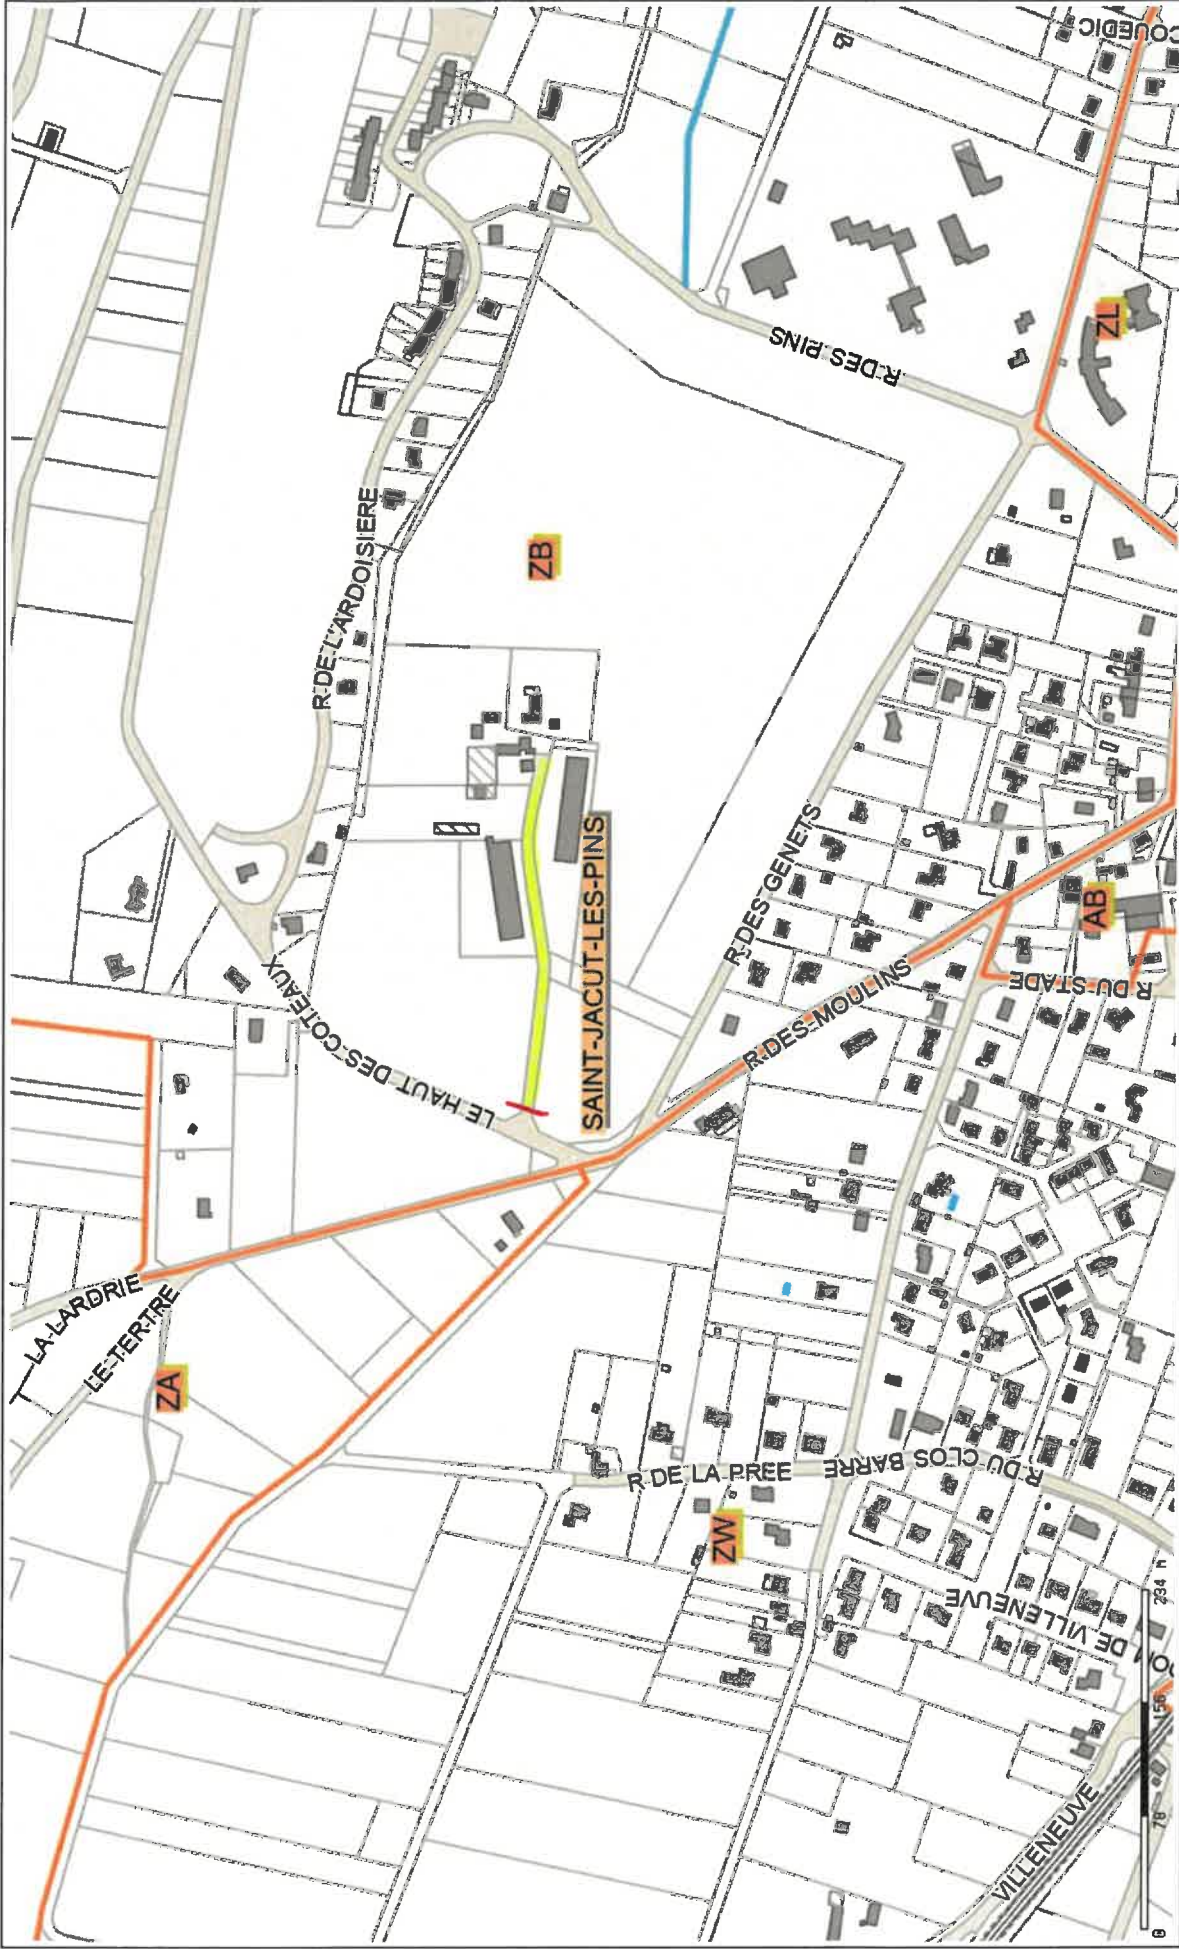 COUEDIC
R DES PINS
ZL
R DE L'ARDOISIERE
ZB
SAINT-JACUT-LES-PINS
R DES GENETS
AB
R DU STADE
R DES MOULINS
LE HAUT DES COTEAUX
LA LARDRIE
LE TERTRE
ZA
R DE LA PREE
R DU CLOS BARRE
ZW
DE VILLENEUVE
VILLENEUVE
0 78 156 234 m